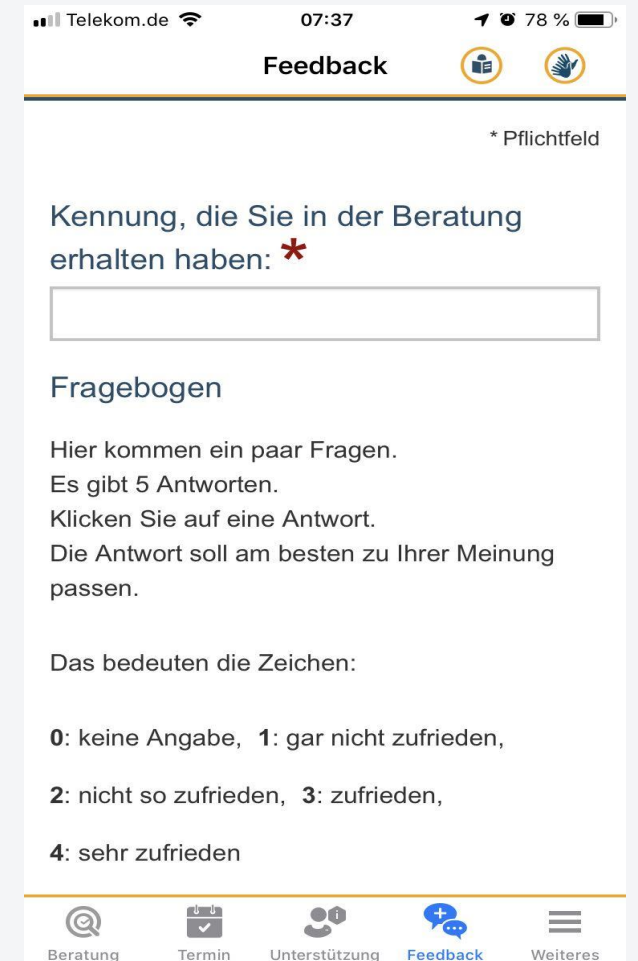 Telekom.de 07:37 78 %
Feedback
* Pflichtfeld
Kennung, die Sie in der Beratung
erhalten haben: *
Fragebogen
Hier kommen ein paar Fragen.
Es gibt 5 Antworten.
Klicken Sie auf eine Antwort.
Die Antwort soll am besten zu Ihrer Meinung
passen.
Das bedeuten die Zeichen:
0: keine Angabe, 1: gar nicht zufrieden,
2: nicht so zufrieden, 3: zufrieden,
4: sehr zufrieden
Beratung Termin Unterstützung Feedback Weiteres